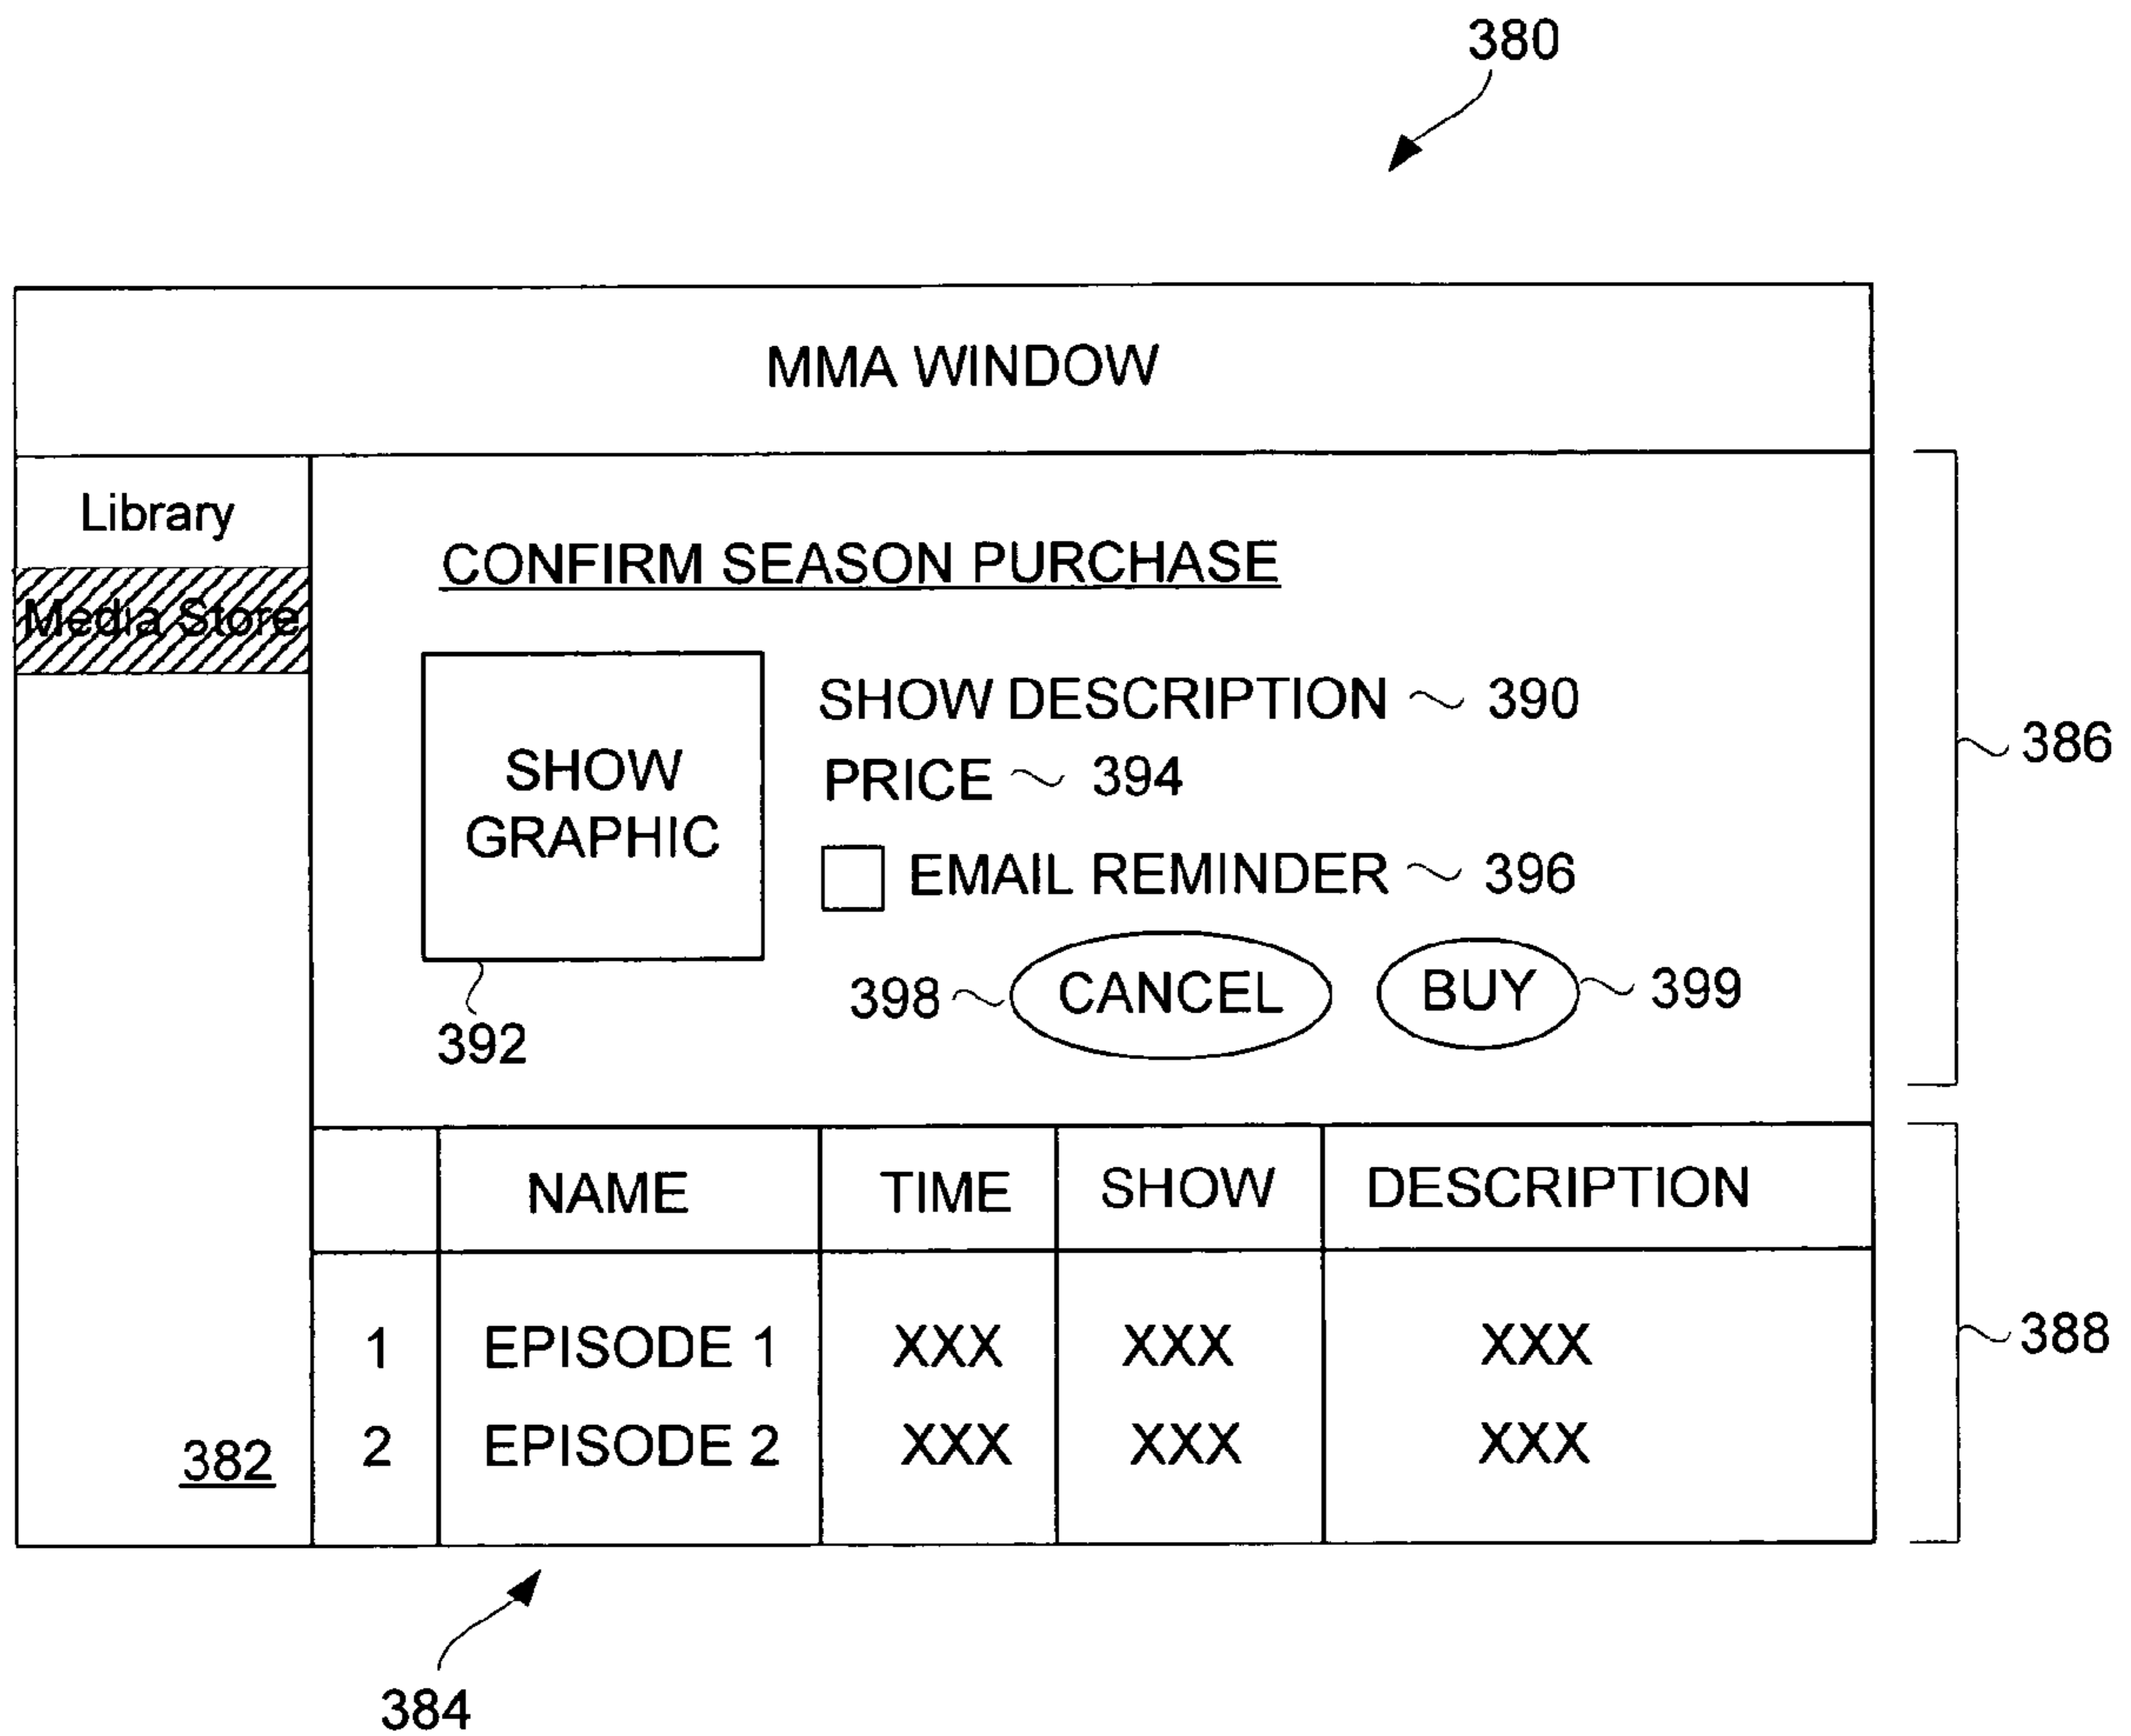 380
MMA WINDOW
Library
Media Store
CONFIRM SEASON PURCHASE
SHOW
GRAPHIC
392
SHOW DESCRIPTION 390
PRICE 394
EMAIL REMINDER 396
398 CANCEL BUY 399
386
NAME TIME SHOW DESCRIPTION
1 EPISODE 1 XXX XXX XXX
2 EPISODE 2 XXX XXX XXX
388
382
384